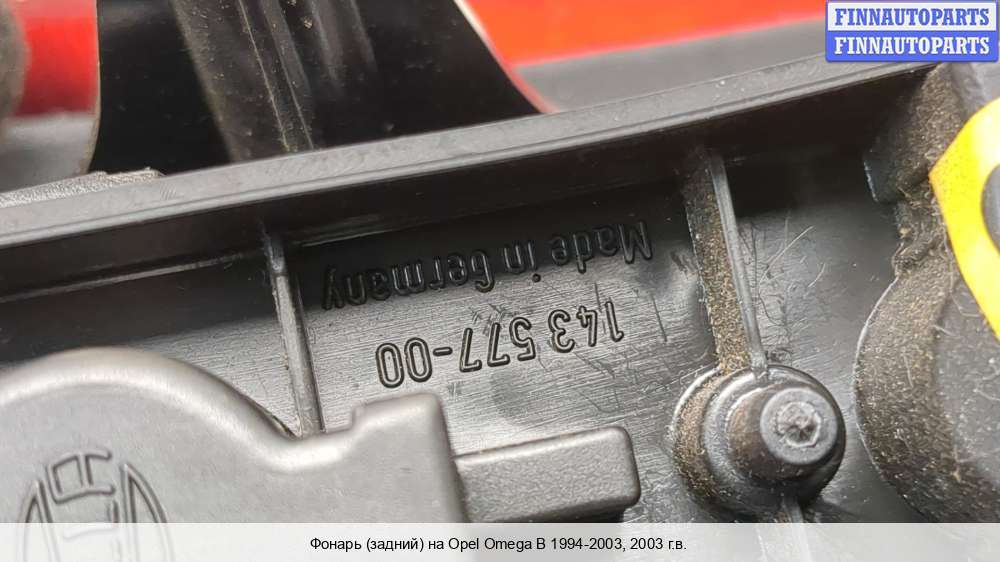 FINNAUTOPARTS
FINNAUTOPARTS
Made in Germany
143 577-00
Фонарь (задний) на Opel Omega B 1994-2003, 2003 г.в.